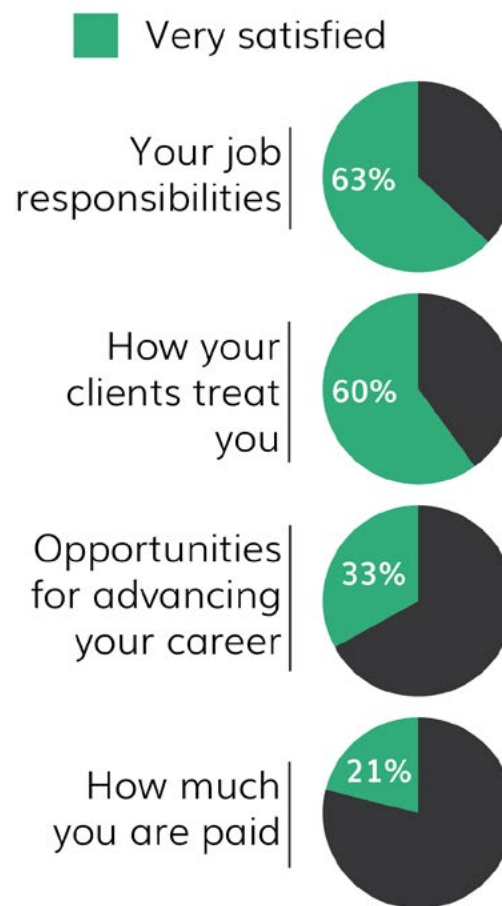 Very satisfied
Your job
responsibilities
63%
How your
clients treat
you
60%
Opportunities
for advancing
your career
33%
How much
you are paid
21%